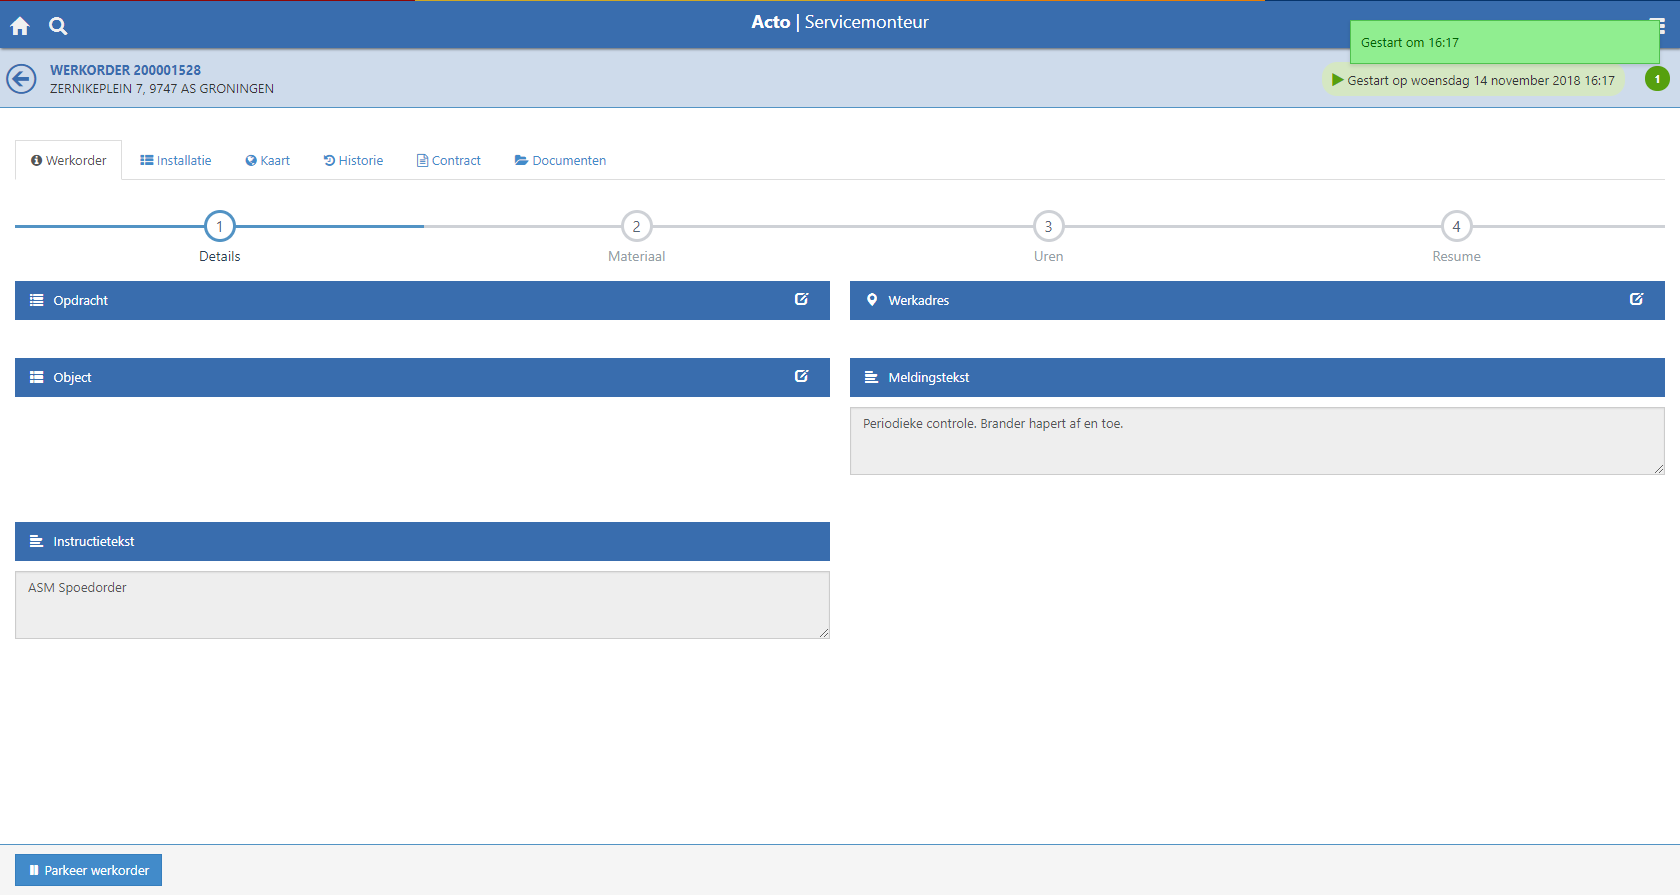 Acto | Servicemonteur
Gestart om 16:17
WERKORDER 200001528
ZERNIKEPLEIN 7, 9747 AS GRONINGEN
Gestart op woensdag 14 november 2018 16:17
1
Werkorder
Installatie
Kaart
Historie
Contract
Documenten
1
Details
2
Materiaal
3
Uren
4
Resume
Opdracht
Werkadres
Object
Meldingstekst
Periodieke controle. Brander hapert af en toe.
Instructietekst
ASM Spoedorder
Parkeer werkorder